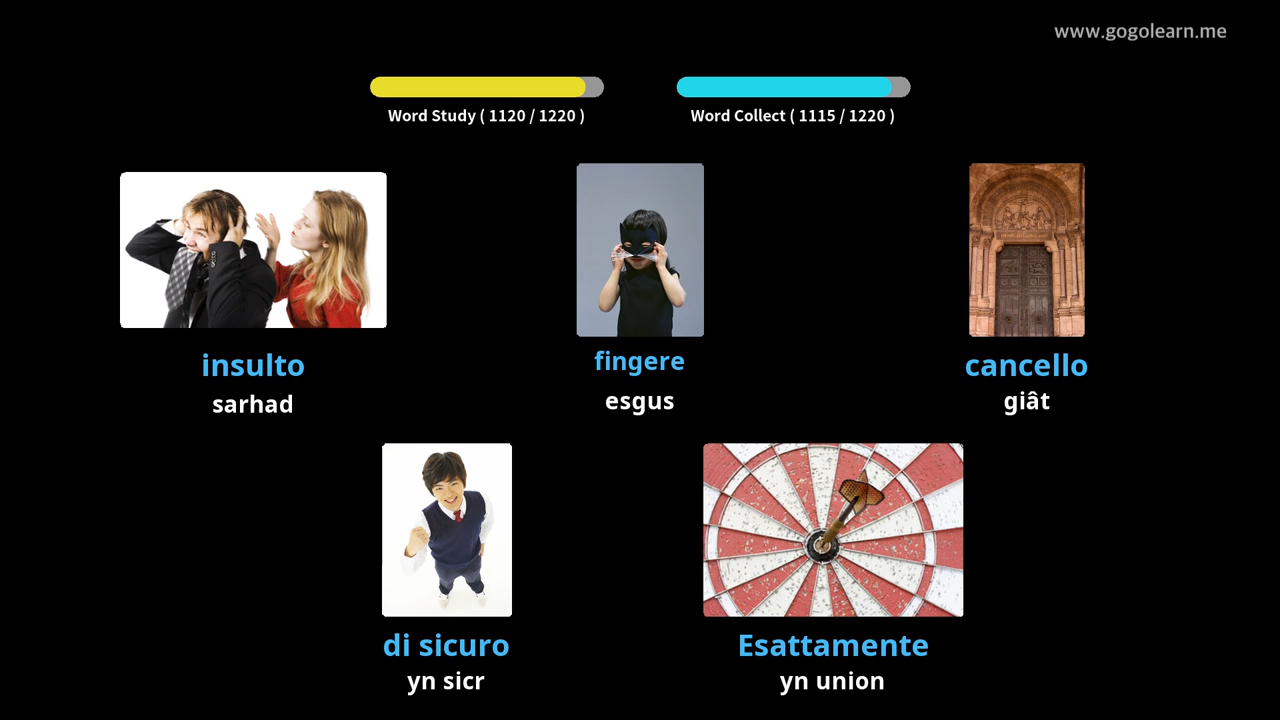 www.gogolearn.me
Word Study ( 1120 / 1220 )
Word Collect ( 1115 / 1220 )
insulto
sarhad
fingere
esgus
cancello
giât
di sicuro
yn sicr
Esattamente
yn union